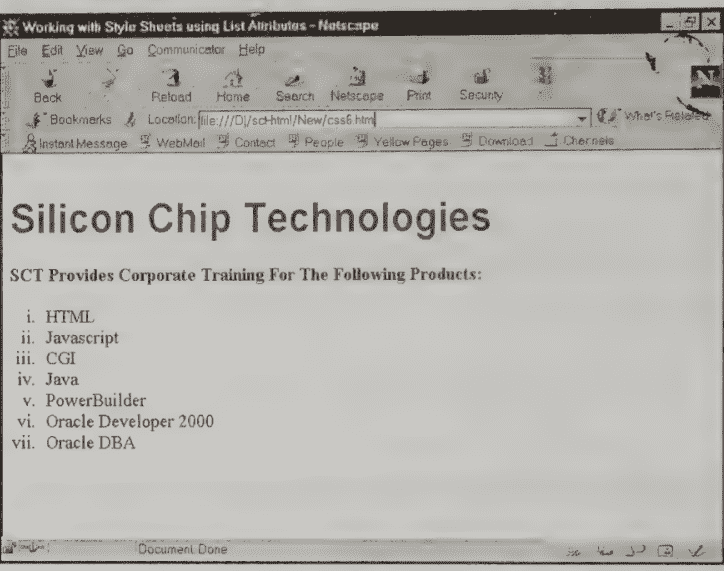 Working with Style Sheets using List Attributes - Netscape
File Edit View Go Communicator Help
Back Reload Home Search Netscape Print Security
Bookmarks Location: file:///D|/sct-html/New/css6.htm What's Related
Instant Message WebMail Contact People Yellow Pages Download Channels
Silicon Chip Technologies
SCT Provides Corporate Training For The Following Products:
i. HTML
ii. Javascript
iii. CGI
iv. Java
v. PowerBuilder
vi. Oracle Developer 2000
vii. Oracle DBA
Document: Done